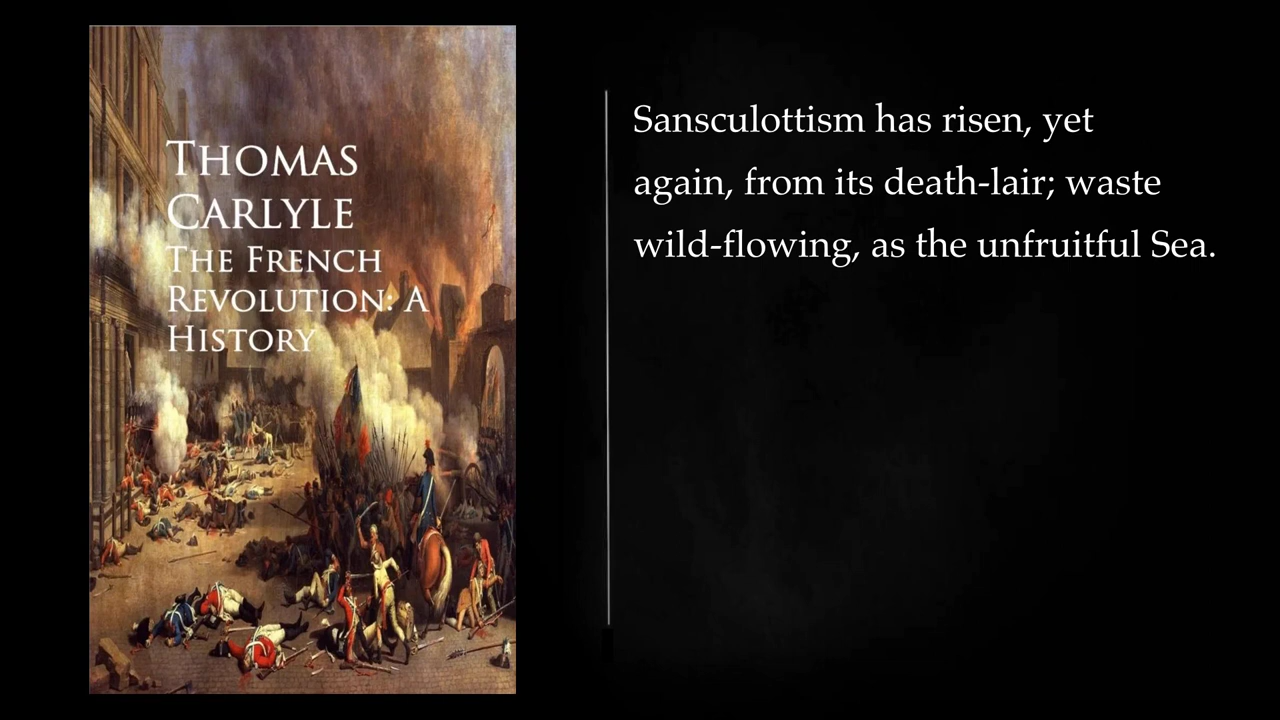 THOMAS
CARLYLE
THE FRENCH
REVOLUTION: A
HISTORY
Sansculottism has risen, yet
again, from its death-lair; waste
wild-flowing, as the unfruitful Sea.